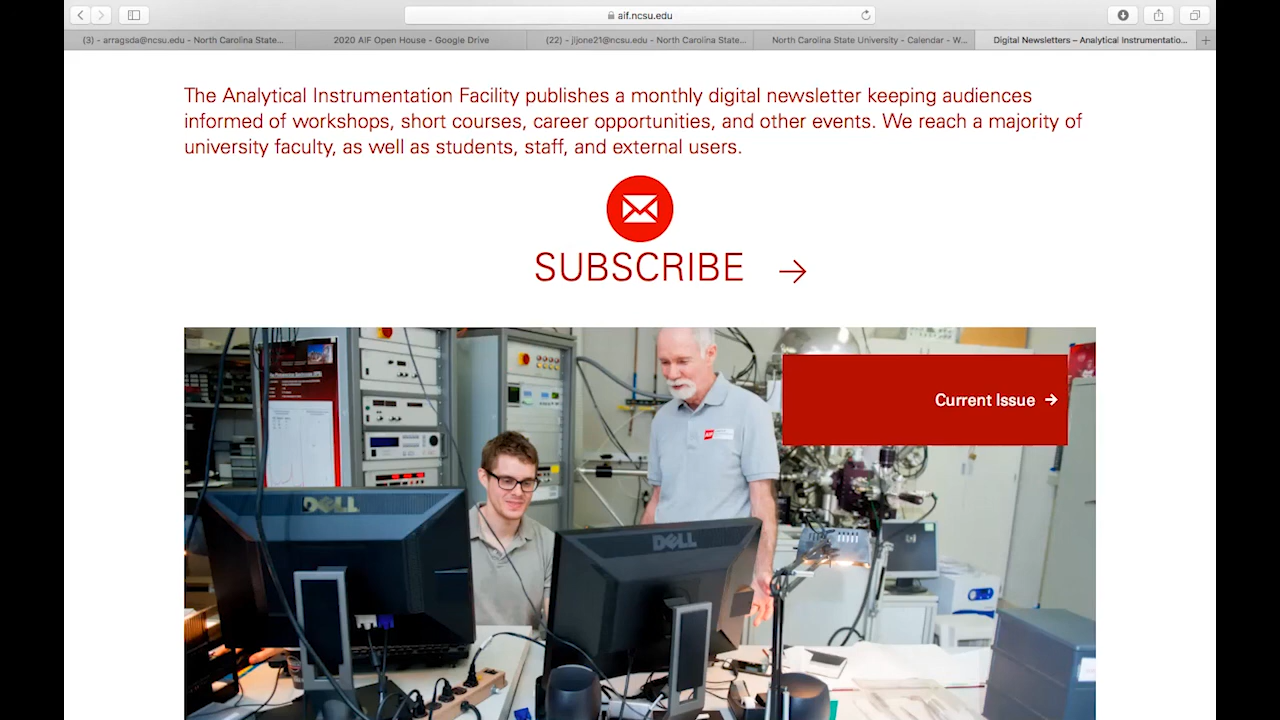 aif.ncsu.edu
(3) - arragsda@ncsu.edu - North Carolina State...
2020 AIF Open House - Google Drive
(22) - jljone21@ncsu.edu - North Carolina State...
North Carolina State University - Calendar - W...
Digital Newsletters – Analytical Instrumentatio...
The Analytical Instrumentation Facility publishes a monthly digital newsletter keeping audiences
informed of workshops, short courses, career opportunities, and other events. We reach a majority of
university faculty, as well as students, staff, and external users.
SUBSCRIBE →
Current Issue →
AIF
DELL
DELL